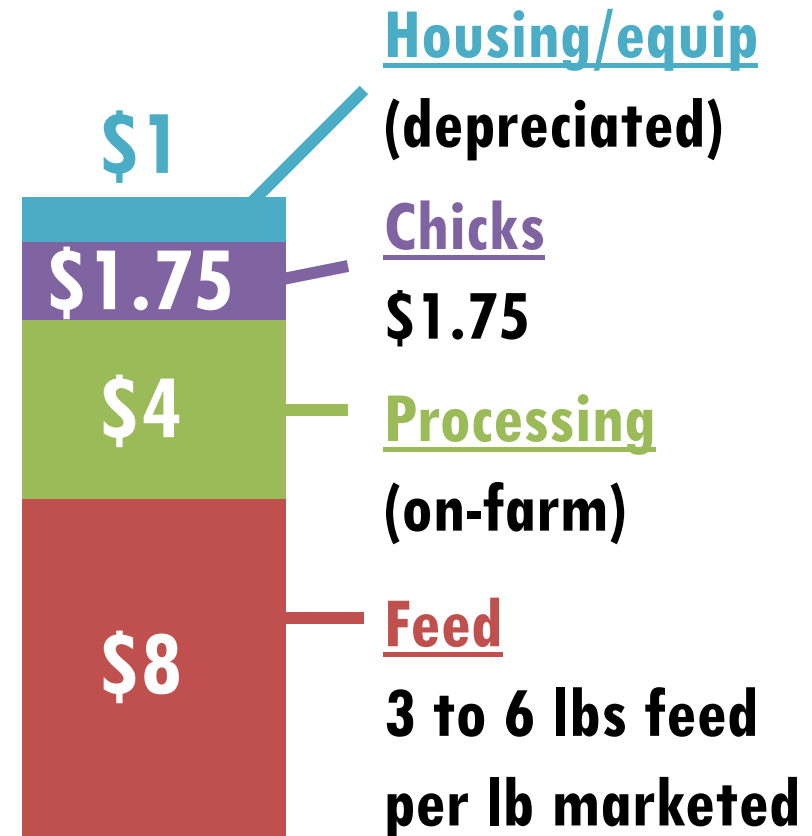 Housing/equip
(depreciated)
$1
Chicks
$1.75
$1.75
Processing
(on-farm)
$4
Feed
3 to 6 lbs feed
per lb marketed
$8